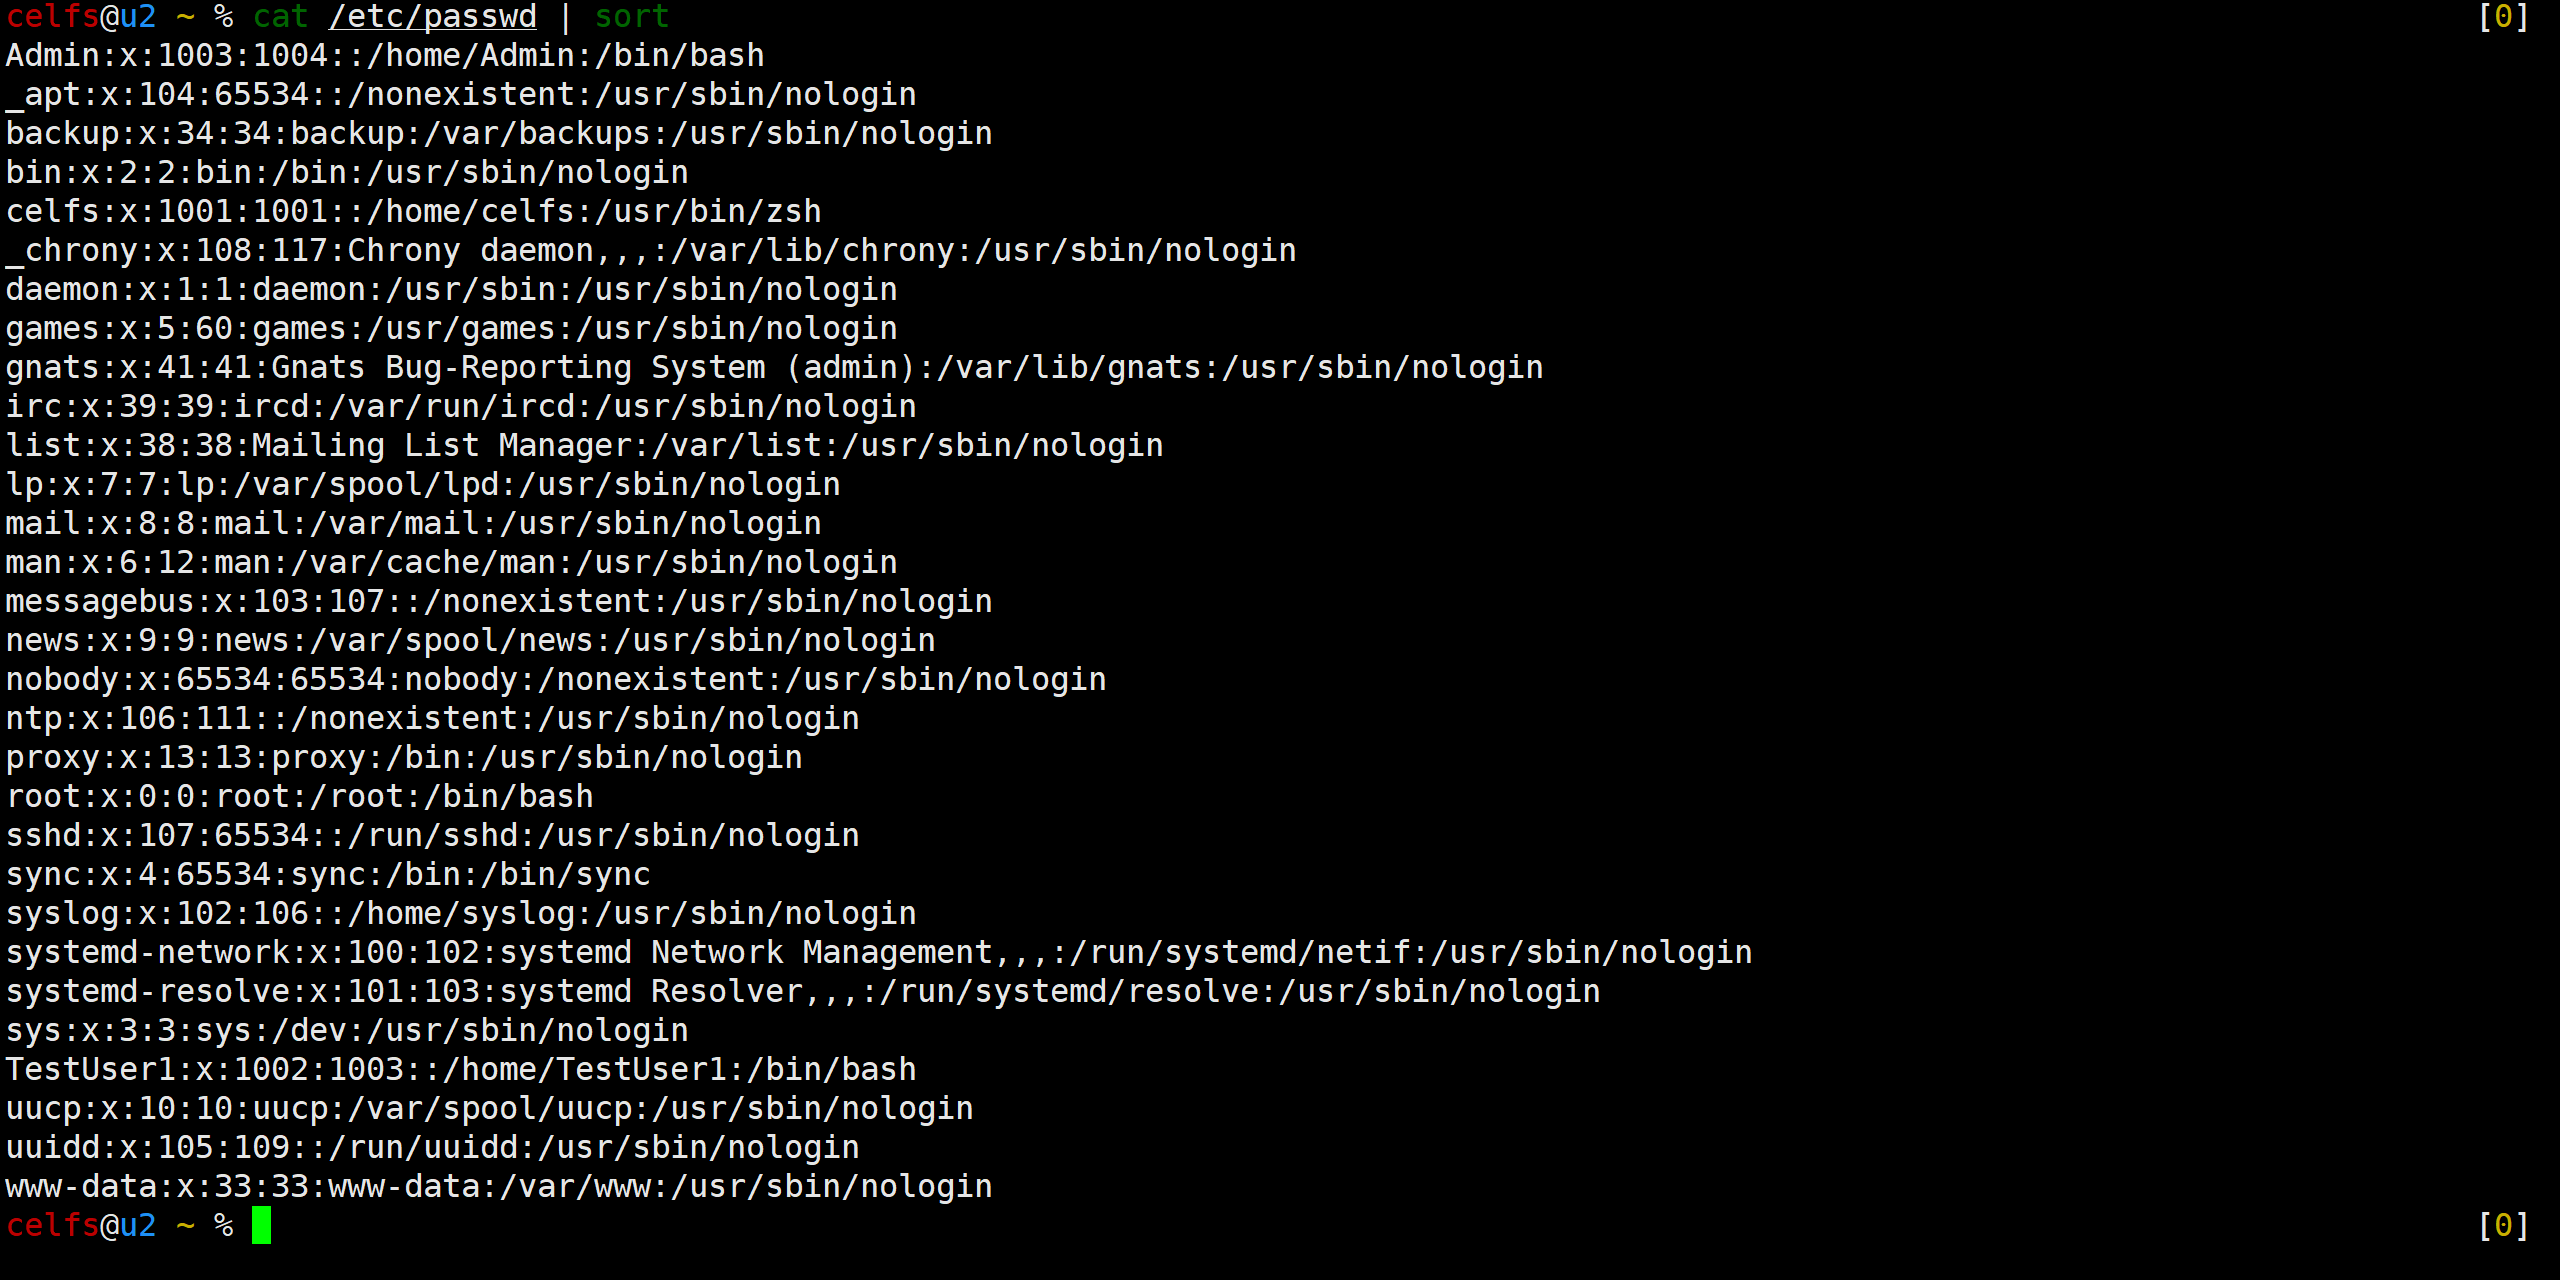 celfs@u2 ~ % cat /etc/passwd | sort [0]
Admin:x:1003:1004::/home/Admin:/bin/bash
_apt:x:104:65534::/nonexistent:/usr/sbin/nologin
backup:x:34:34:backup:/var/backups:/usr/sbin/nologin
bin:x:2:2:bin:/bin:/usr/sbin/nologin
celfs:x:1001:1001::/home/celfs:/usr/bin/zsh
_chrony:x:108:117:Chrony daemon,,,:/var/lib/chrony:/usr/sbin/nologin
daemon:x:1:1:daemon:/usr/sbin:/usr/sbin/nologin
games:x:5:60:games:/usr/games:/usr/sbin/nologin
gnats:x:41:41:Gnats Bug-Reporting System (admin):/var/lib/gnats:/usr/sbin/nologin
irc:x:39:39:ircd:/var/run/ircd:/usr/sbin/nologin
list:x:38:38:Mailing List Manager:/var/list:/usr/sbin/nologin
lp:x:7:7:lp:/var/spool/lpd:/usr/sbin/nologin
mail:x:8:8:mail:/var/mail:/usr/sbin/nologin
man:x:6:12:man:/var/cache/man:/usr/sbin/nologin
messagebus:x:103:107::/nonexistent:/usr/sbin/nologin
news:x:9:9:news:/var/spool/news:/usr/sbin/nologin
nobody:x:65534:65534:nobody:/nonexistent:/usr/sbin/nologin
ntp:x:106:111::/nonexistent:/usr/sbin/nologin
proxy:x:13:13:proxy:/bin:/usr/sbin/nologin
root:x:0:0:root:/root:/bin/bash
sshd:x:107:65534::/run/sshd:/usr/sbin/nologin
sync:x:4:65534:sync:/bin:/bin/sync
syslog:x:102:106::/home/syslog:/usr/sbin/nologin
systemd-network:x:100:102:systemd Network Management,,,:/run/systemd/netif:/usr/sbin/nologin
systemd-resolve:x:101:103:systemd Resolver,,,:/run/systemd/resolve:/usr/sbin/nologin
sys:x:3:3:sys:/dev:/usr/sbin/nologin
TestUser1:x:1002:1003::/home/TestUser1:/bin/bash
uucp:x:10:10:uucp:/var/spool/uucp:/usr/sbin/nologin
uuidd:x:105:109::/run/uuidd:/usr/sbin/nologin
www-data:x:33:33:www-data:/var/www:/usr/sbin/nologin
celfs@u2 ~ % [0]